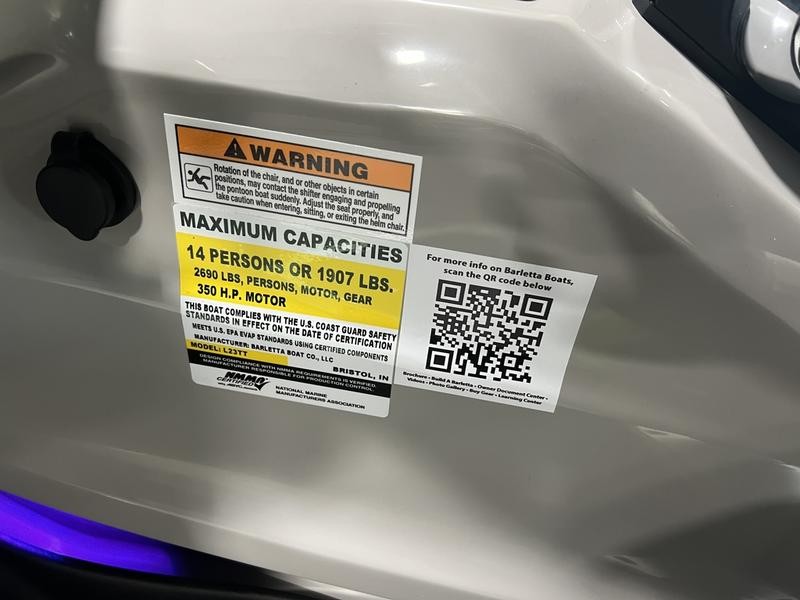 WARNING
Rotation of the chair, and or other objects in certain
positions, may contact the shifter engaging and propelling
the pontoon boat suddenly. Adjust the seat properly, and
take caution when entering, sitting, or exiting the helm chair.
MAXIMUM CAPACITIES
14 PERSONS OR 1907 LBS.
2690 LBS, PERSONS, MOTOR, GEAR
350 H.P. MOTOR
THIS BOAT COMPLIES WITH THE U.S. COAST GUARD SAFETY
STANDARDS IN EFFECT ON THE DATE OF CERTIFICATION
MEETS U.S. EPA EVAP STANDARDS USING CERTIFIED COMPONENTS
MANUFACTURER: BARLETTA BOAT CO., LLC
MODEL: L23TT BRISTOL, IN
DESIGN COMPLIANCE WITH NMMA REQUIREMENTS IS VERIFIED.
MANUFACTURER RESPONSIBLE FOR PRODUCTION CONTROL.
NMMA
CERTIFIED
NATIONAL MARINE
MANUFACTURERS ASSOCIATION
For more info on Barletta Boats,
scan the QR code below
Brochure - Build A Barletta - Owner Document Center -
Videos - Photo Gallery - Buy Gear - Learning Center